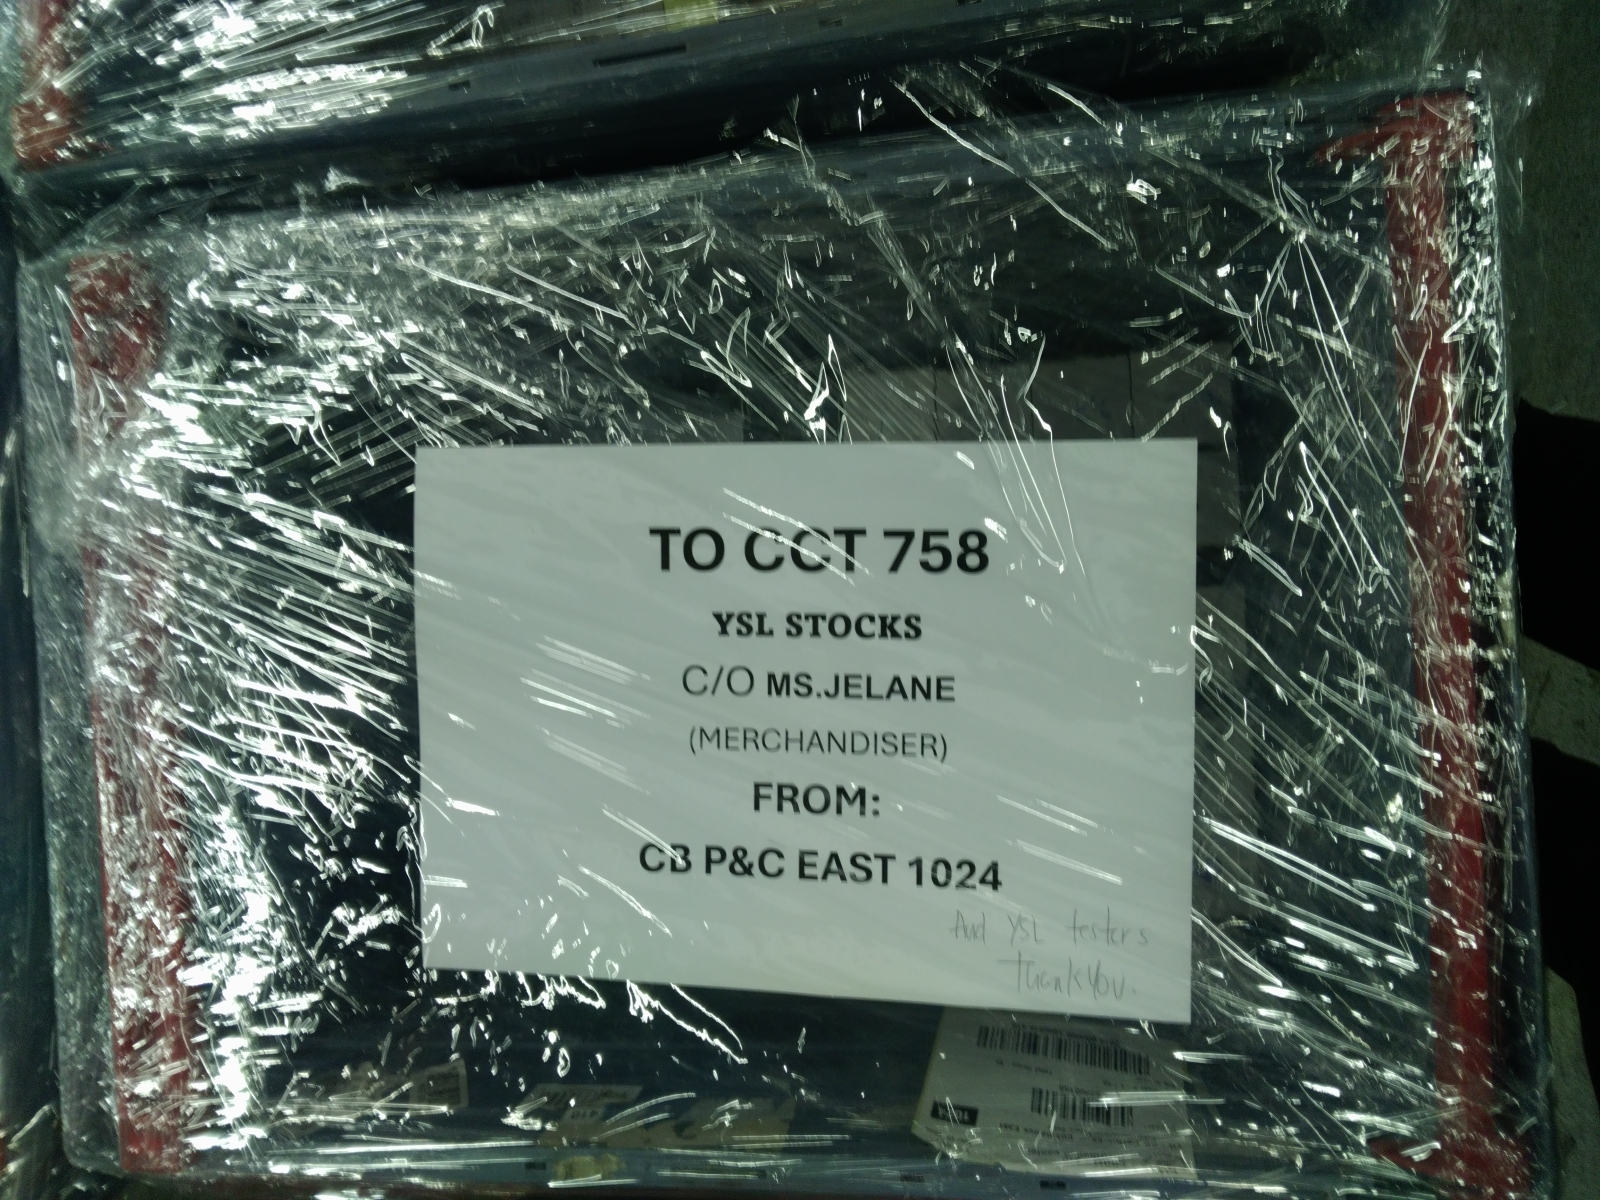 TO CCT 758
YSL STOCKS
C/O MS.JELANE
(MERCHANDISER)
FROM:
CB P&C EAST 1024
And YSL testers
Thank You.